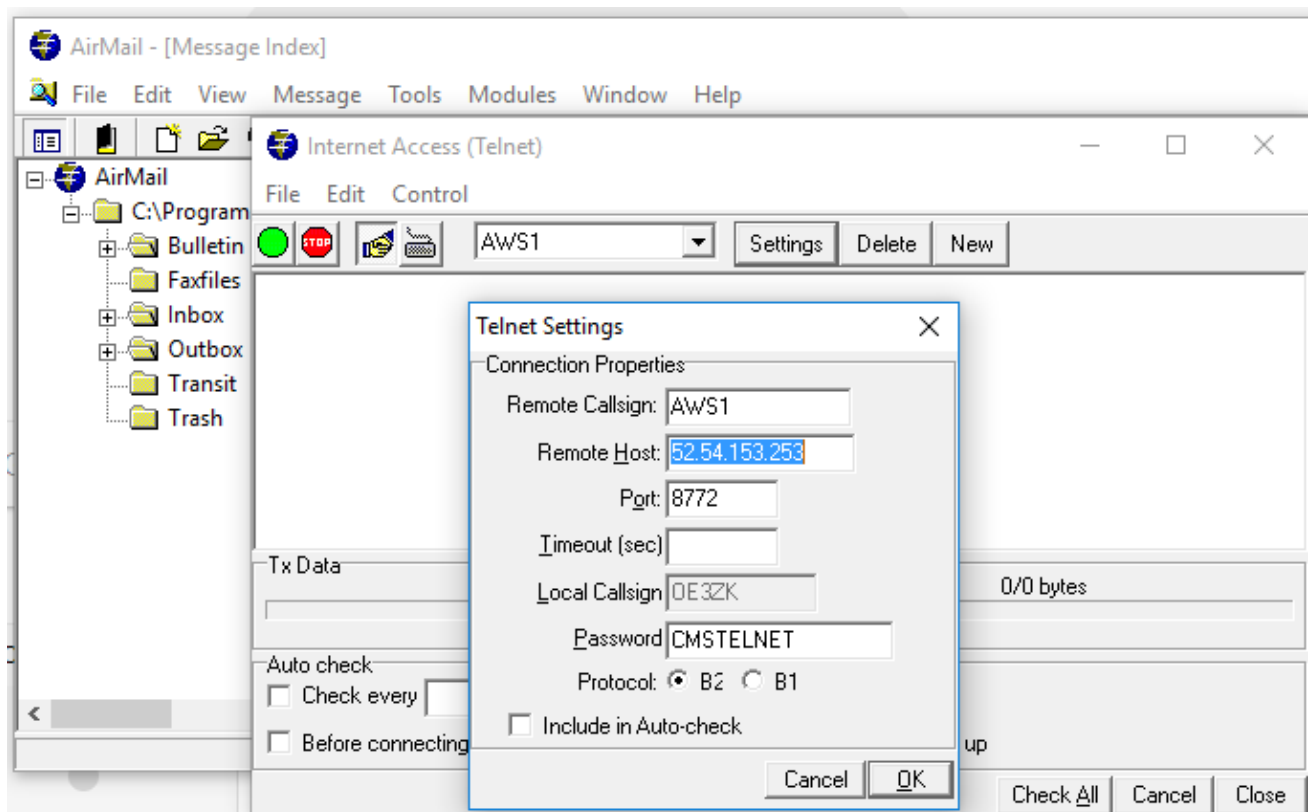 AirMail - [Message Index]
File Edit View Message Tools Modules Window Help
Internet Access (Telnet)
File Edit Control
STOP
AWS1
Settings Delete New
AirMail
C:\Program
Bulletin
Faxfiles
Inbox
Outbox
Transit
Trash
Telnet Settings
Connection Properties
Remote Callsign: AWS1
Remote Host: 52.54.153.253
Port: 8772
Timeout (sec)
Local Callsign OE3ZK
Password CMSTELNET
Protocol: B2 B1
Include in Auto-check
Cancel OK
Tx Data
0/0 bytes
Auto check
Check every
Before connecting
up
Check All Cancel Close